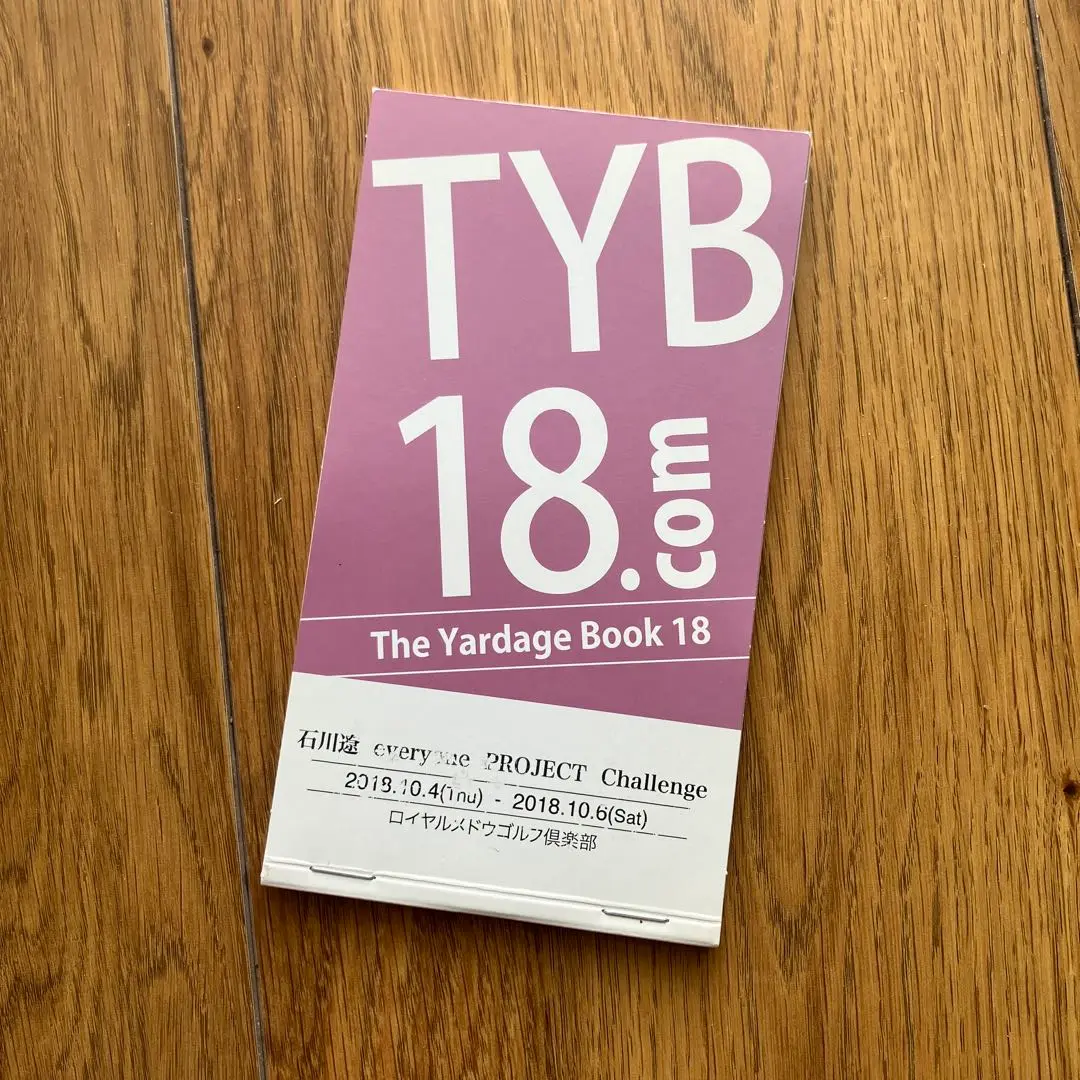 TYB
18.com
The Yardage Book 18
石川遼 everyone PROJECT Challenge
2018.10.4(Thu) - 2018.10.6(Sat)
ロイヤルメドウゴルフ倶楽部